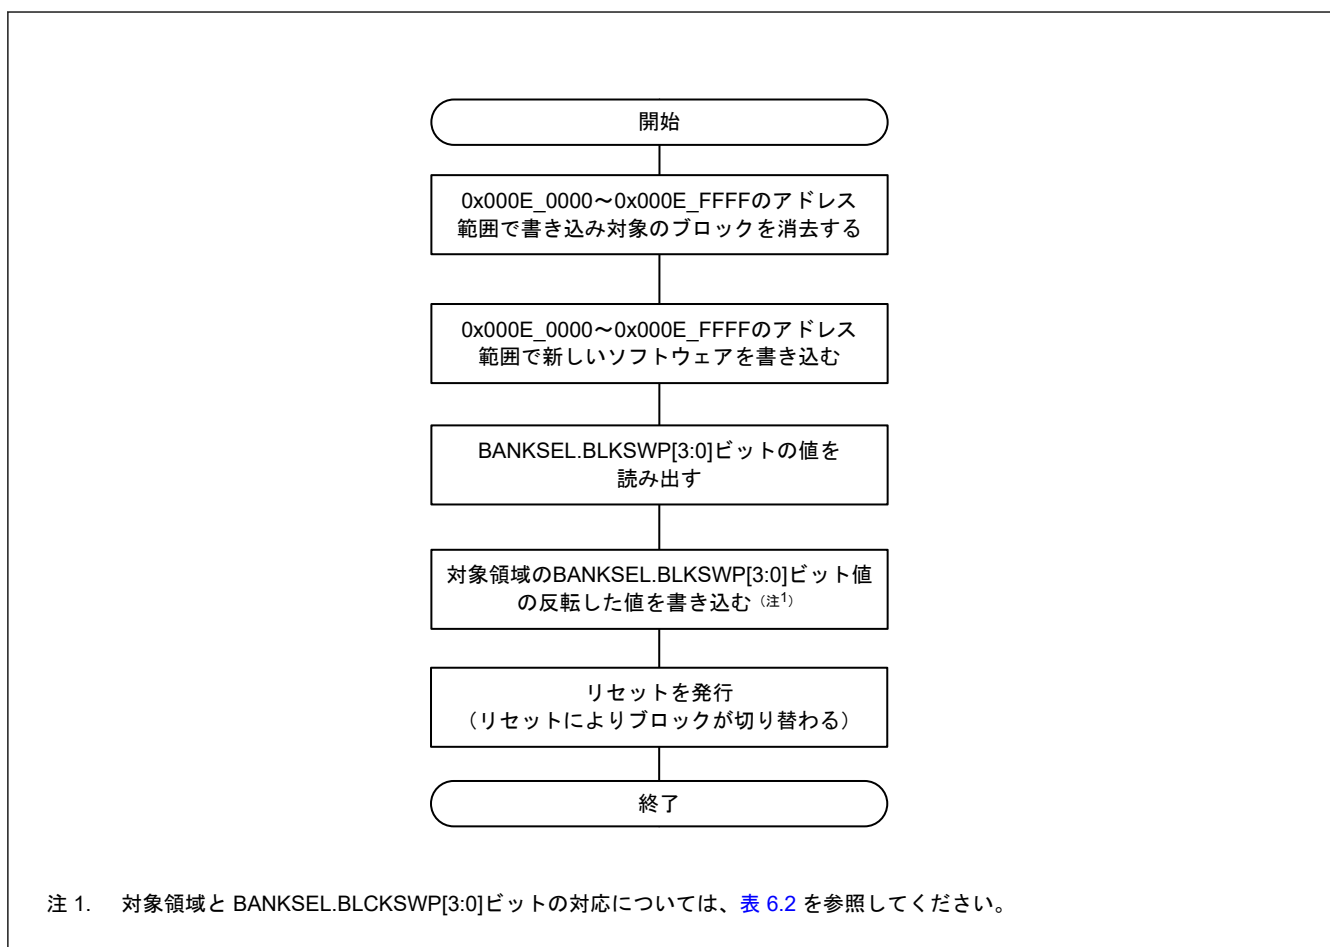 開始
0x000E_0000～0x000E_FFFFのアドレス
範囲で書き込み対象のブロックを消去する
0x000E_0000～0x000E_FFFFのアドレス
範囲で新しいソフトウェアを書き込む
BANKSEL.BLKSWP[3:0]ビットの値を
読み出す
対象領域のBANKSEL.BLKSWP[3:0]ビット値
の反転した値を書き込む（注1）
リセットを発行
（リセットによりブロックが切り替わる）
終了
注 1. 対象領域と BANKSEL.BLCKSWP[3:0]ビットの対応については、表 6.2 を参照してください。